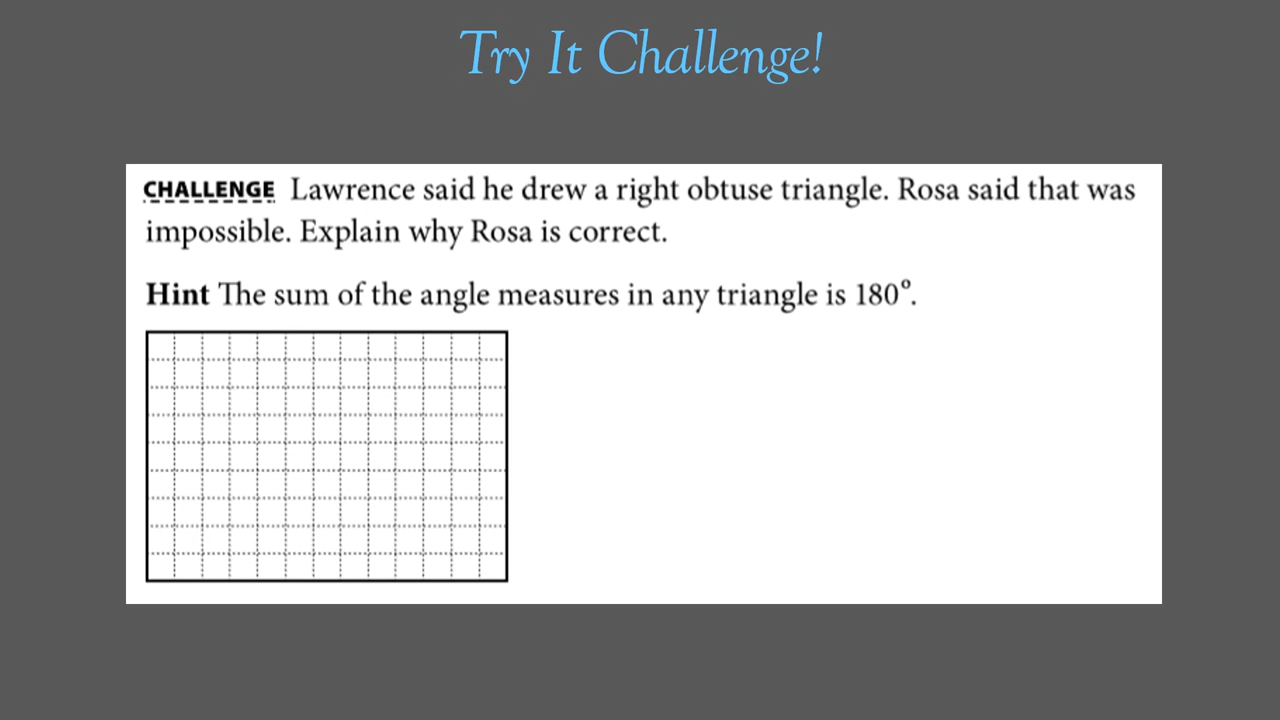 Try It Challenge!
CHALLENGE Lawrence said he drew a right obtuse triangle. Rosa said that was
impossible. Explain why Rosa is correct.
Hint The sum of the angle measures in any triangle is 180°.